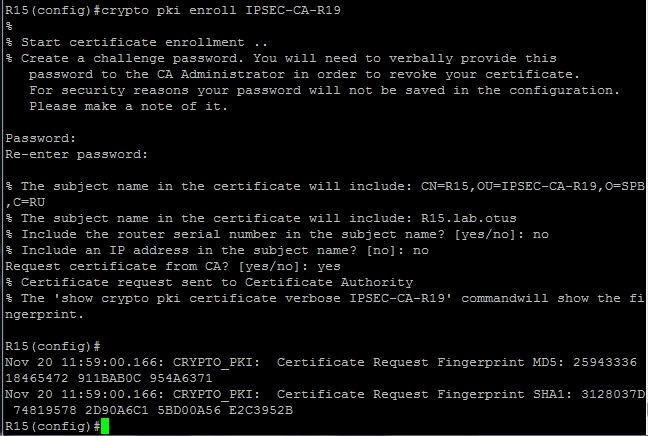 R15(config)#crypto pki enroll IPSEC-CA-R19
%
% Start certificate enrollment ..
% Create a challenge password. You will need to verbally provide this
   password to the CA Administrator in order to revoke your certificate.
   For security reasons your password will not be saved in the configuration.
   Please make a note of it.

Password:
Re-enter password:

% The subject name in the certificate will include: CN=R15,OU=IPSEC-CA-R19,O=SPB
,C=RU
% The subject name in the certificate will include: R15.lab.otus
% Include the router serial number in the subject name? [yes/no]: no
% Include an IP address in the subject name? [no]: no
Request certificate from CA? [yes/no]: yes
% Certificate request sent to Certificate Authority
% The 'show crypto pki certificate verbose IPSEC-CA-R19' commandwill show the fi
ngerprint.

R15(config)#
Nov 20 11:59:00.166: CRYPTO_PKI:  Certificate Request Fingerprint MD5: 25943336
18465472 911BAB0C 954A6371
Nov 20 11:59:00.166: CRYPTO_PKI:  Certificate Request Fingerprint SHA1: 3128037D
 74819578 2D90A6C1 5BD00A56 E2C3952B
R15(config)#